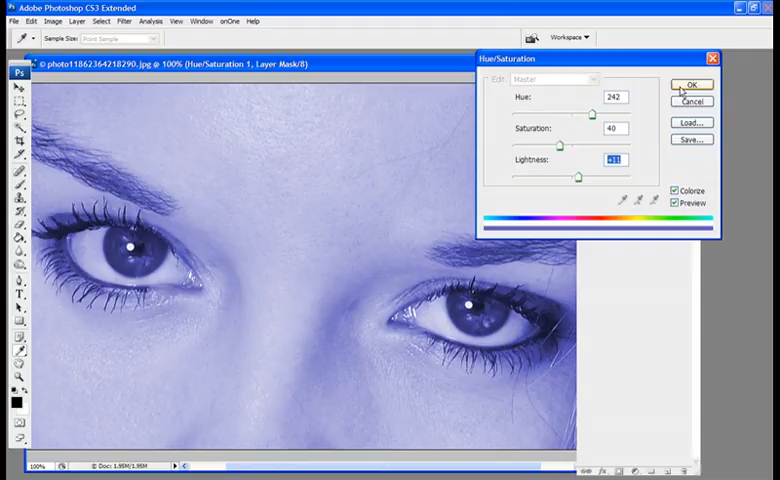 Adobe Photoshop CS3 Extended
File Edit Image Layer Select Filter Analysis View Window onOne Help
Sample Size: Point Sample
Workspace
© photo11862364218290.jpg @ 100% (Hue/Saturation 1, Layer Mask/8)
Ps
Hue/Saturation
Edit: Master
OK
Hue: 242
Cancel
Load...
Saturation: 40
Save...
Lightness: +11
Colorize
Preview
T
100%
Doc: 1.95M/1.95M
fx